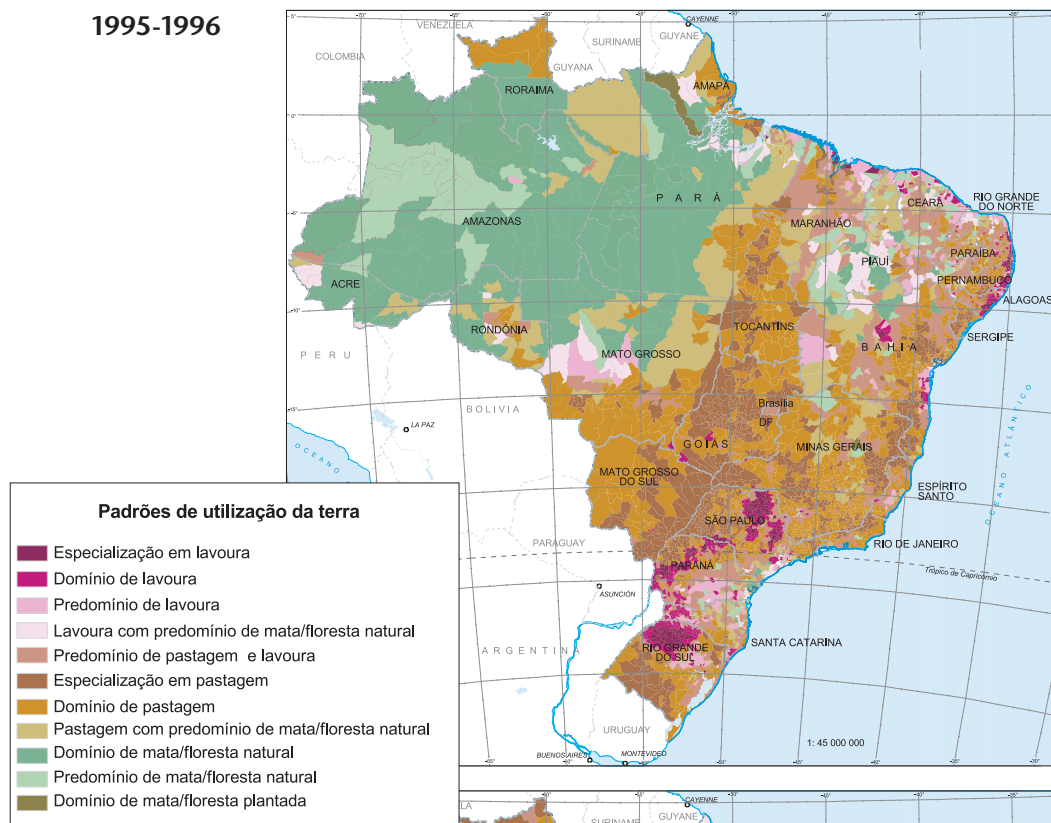 1995-1996
VENEZUELA
CAYENNE
SURINAME
GUYANE
COLOMBIA
GUYANA
RORAIMA
AMAPÁ
PARÁ
AMAZONAS
CEARÁ
RIO GRANDE
DO NORTE
MARANHÃO
PIAUÍ
PARAÍBA
PERNAMBUCO
ACRE
ALAGOAS
RONDÔNIA
TOCANTINS
SERGIPE
BAHIA
MATO GROSSO
PERU
Brasília
DF
BOLIVIA
LA PAZ
GOIÁS
MINAS GERAIS
OCEANO
OCEANO ATLÂNTICO
MATO GROSSO
DO SUL
ESPÍRITO
SANTO
SÃO PAULO
RIO DE JANEIRO
PARAGUAY
PARANÁ
Trópico de Capricórnio
ASUNCIÓN
SANTA CATARINA
ARGENTINA
RIO GRANDE
DO SUL
URUGUAY
1: 45 000 000
BUENOS AIRES
MONTEVIDEO
Padrões de utilização da terra
Especialização em lavoura
Domínio de lavoura
Predomínio de lavoura
Lavoura com predomínio de mata/floresta natural
Predomínio de pastagem e lavoura
Especialização em pastagem
Domínio de pastagem
Pastagem com predomínio de mata/floresta natural
Domínio de mata/floresta natural
Predomínio de mata/floresta natural
Domínio de mata/floresta plantada
CAYENNE
SURINAME
GUYANE